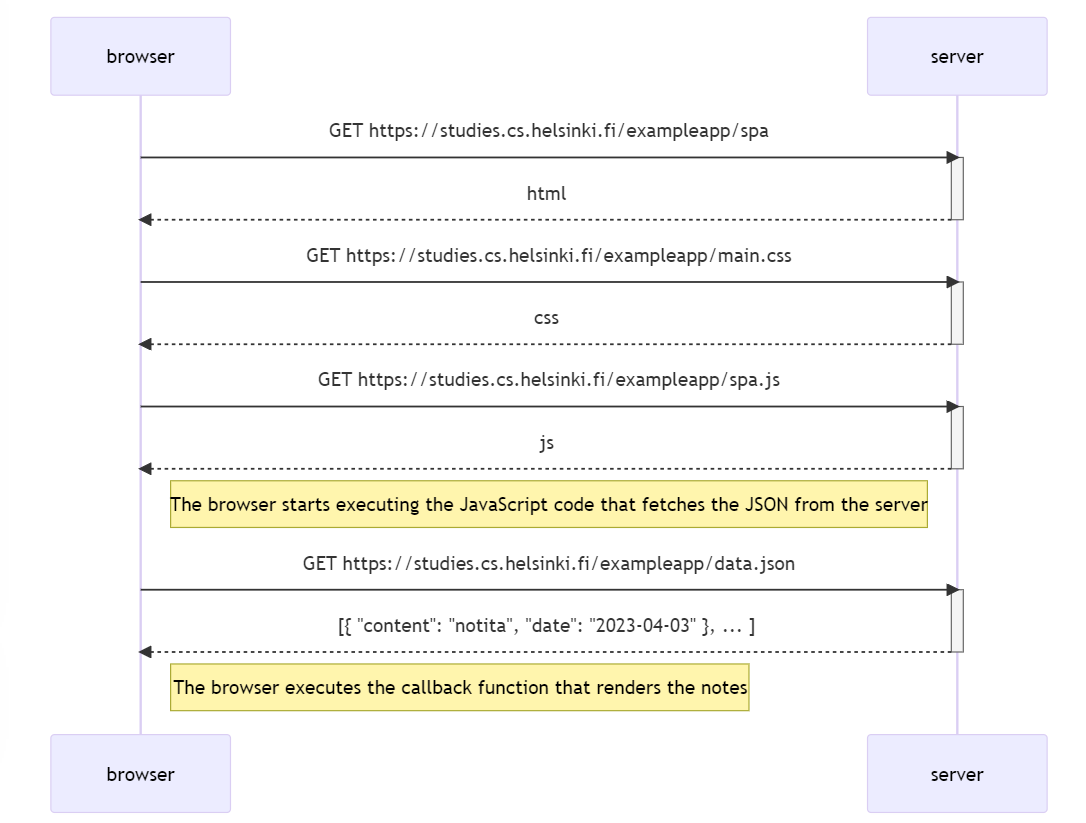 browser
server
GET https://studies.cs.helsinki.fi/exampleapp/spa
html
GET https://studies.cs.helsinki.fi/exampleapp/main.css
css
GET https://studies.cs.helsinki.fi/exampleapp/spa.js
js
The browser starts executing the JavaScript code that fetches the JSON from the server
GET https://studies.cs.helsinki.fi/exampleapp/data.json
[{ "content": "notita", "date": "2023-04-03" }, ... ]
The browser executes the callback function that renders the notes
browser
server